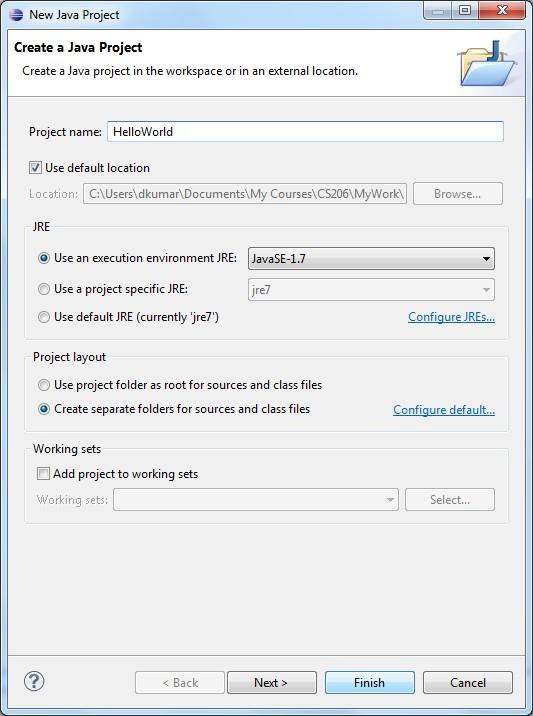 New Java Project
Create a Java Project
Create a Java project in the workspace or in an external location.
Project name: HelloWorld
Use default location
Location: C:\Users\dkumar\Documents\My Courses\CS206\MyWork\ Browse...
JRE
Use an execution environment JRE: JavaSE-1.7
Use a project specific JRE: jre7
Use default JRE (currently 'jre7') Configure JREs...
Project layout
Use project folder as root for sources and class files
Create separate folders for sources and class files Configure default...
Working sets
Add project to working sets
Working sets: Select...
? < Back Next > Finish Cancel